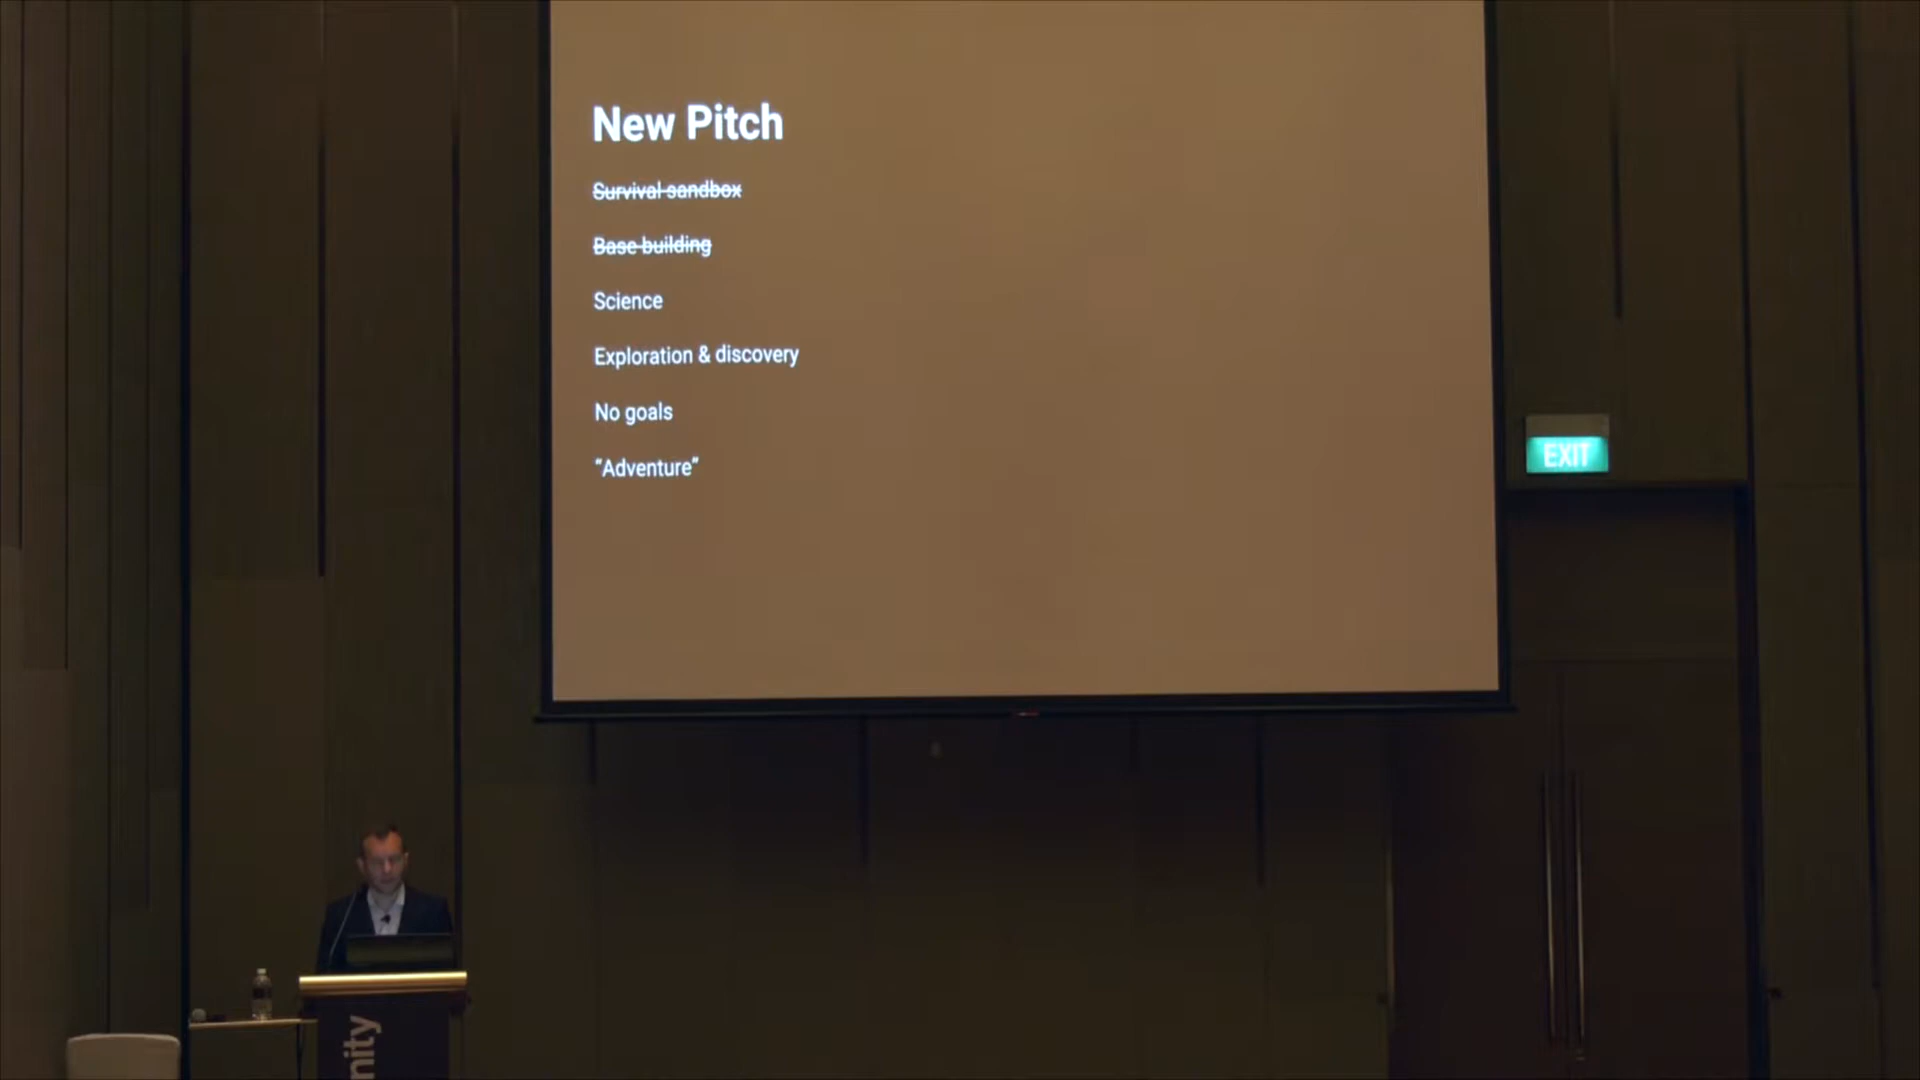 New Pitch
~~Survival sandbox~~
~~Base building~~
Science
Exploration & discovery
No goals
“Adventure”
EXIT
nity